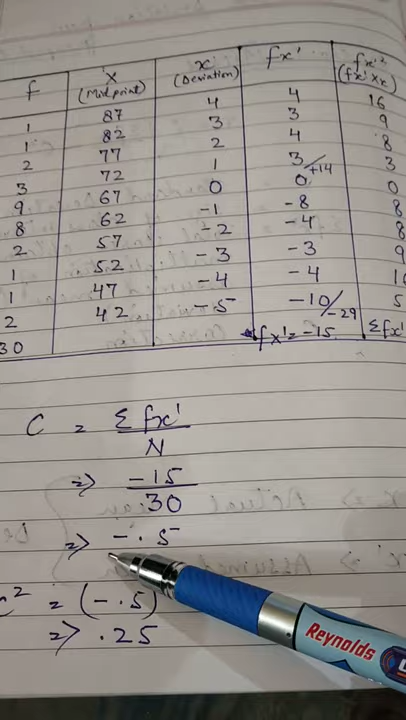 f X x' fx' fx'²
(Mid point) (Deviation) (fx' × x)
1 87 4 4 16
1 82 3 3 9
2 77 2 4 8
3 72 1 3/+14 3
9 67 0 0 0
8 62 -1 -8 8
2 57 -2 -4 8
1 52 -3 -3 9
1 47 -4 -4 16
2 42 -5 -10/-29 5
30 fx' = -15 Σfx'
C = Σfx'
N
=> -15
30
=> -.5
c² = (-.5)
=> .25
Reynolds